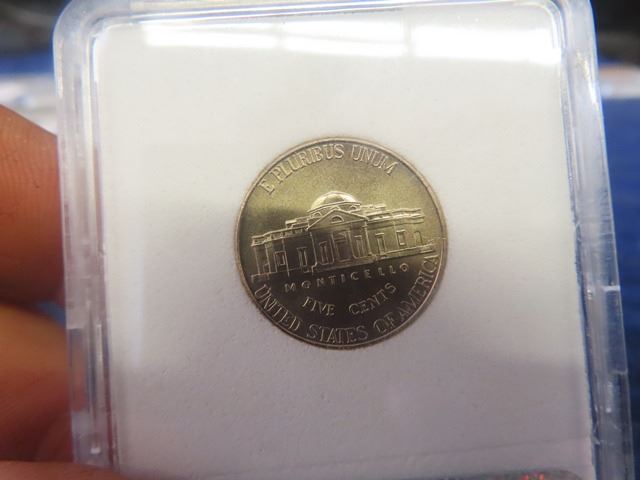 E PLURIBUS UNUM
MONTICELLO
FIVE CENTS
UNITED STATES OF AMERICA